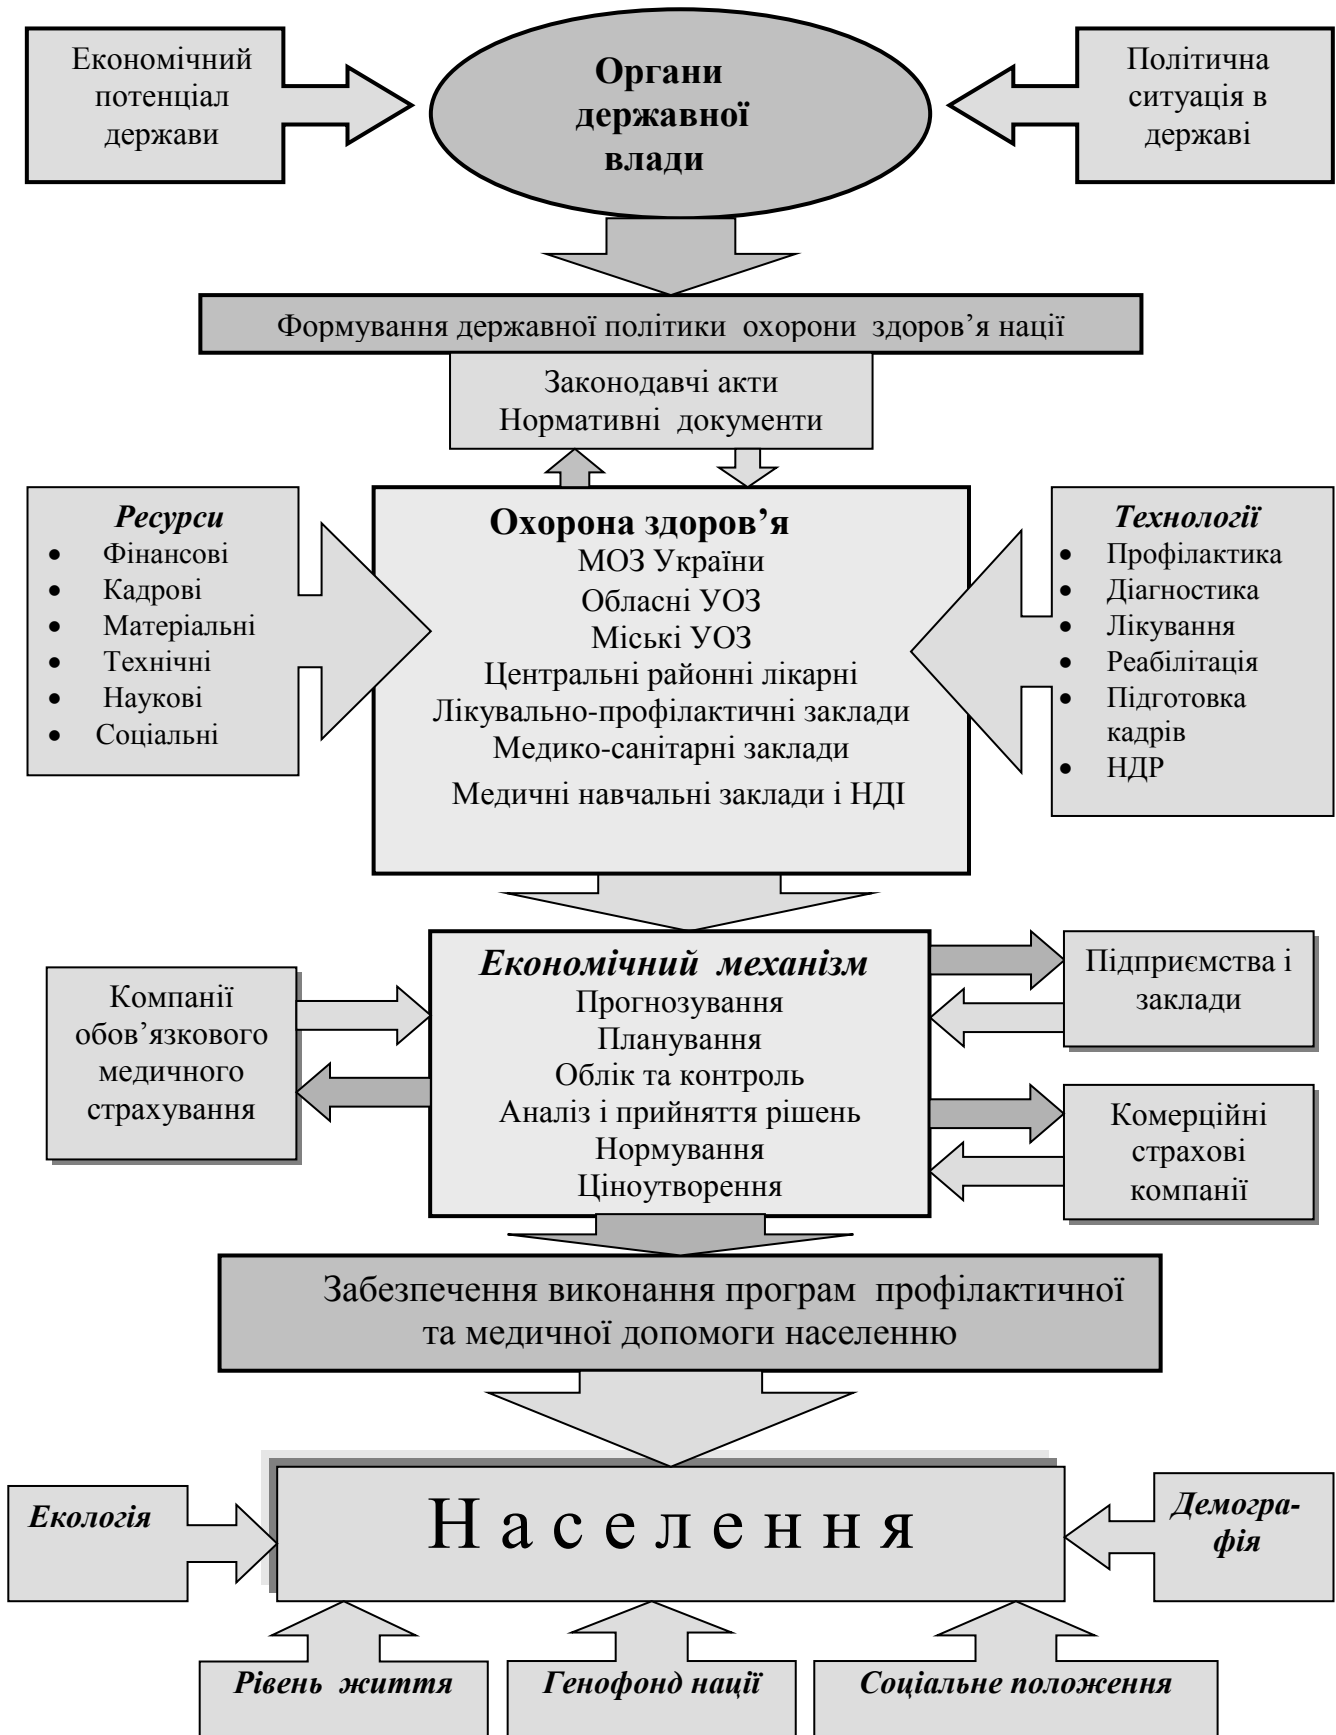 Економічний
потенціал
держави
Органи
державної
влади
Політична
ситуація в
державі
Формування державної політики охорони здоров’я нації
Законодавчі акти
Нормативні документи
Ресурси
• Фінансові
• Кадрові
• Матеріальні
• Технічні
• Наукові
• Соціальні
Охорона здоров’я
МОЗ України
Обласні УОЗ
Міські УОЗ
Центральні районні лікарні
Лікувально-профілактичні заклади
Медико-санітарні заклади
Медичні навчальні заклади і НДІ
Технології
• Профілактика
• Діагностика
• Лікування
• Реабілітація
• Підготовка
кадрів
• НДР
Компанії
обов’язкового
медичного
страхування
Економічний механізм
Прогнозування
Планування
Облік та контроль
Аналіз і прийняття рішень
Нормування
Ціноутворення
Підприємства і
заклади
Комерційні
страхові
компанії
Забезпечення виконання програм профілактичної
та медичної допомоги населенню
Екологія
Населення
Демогра-
фія
Рівень життя
Генофонд нації
Соціальне положення